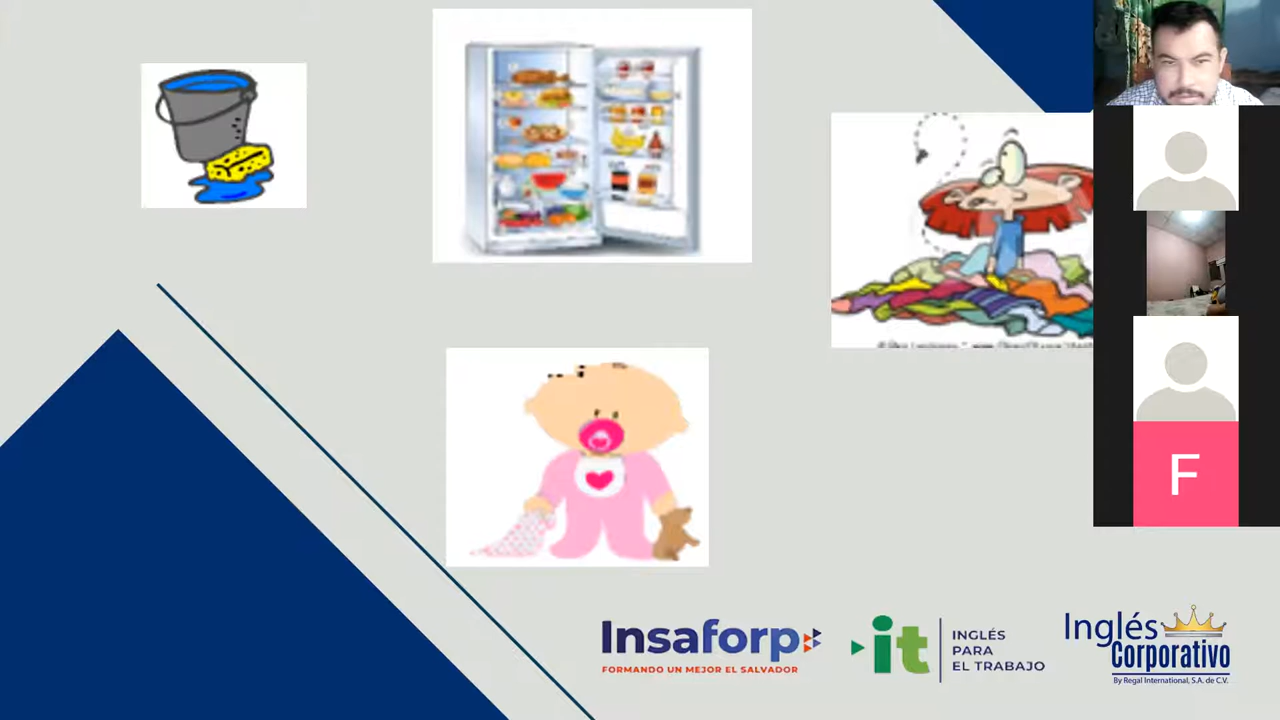 F
Insaforp
FORMANDO UN MEJOR EL SALVADOR
it
INGLÉS
PARA
EL TRABAJO
Inglés
Corporativo
By Regal International, S.A. de C.V.